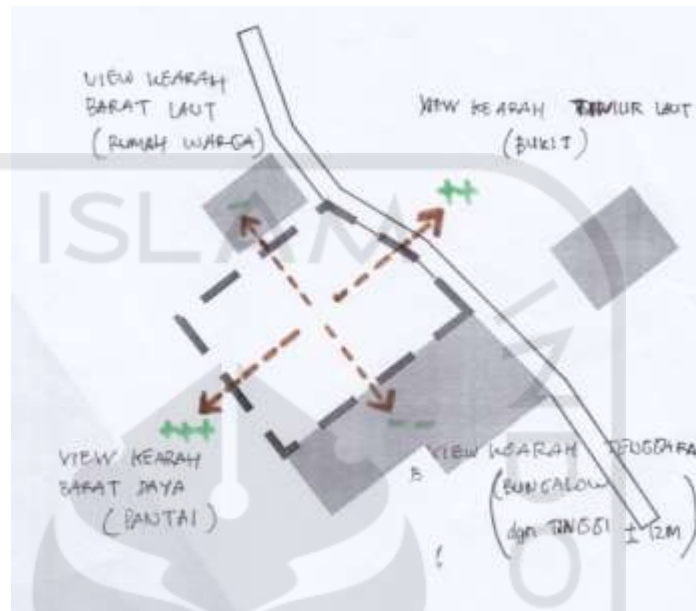 VIEW KEARAH
BARAT LAUT
(RUMAH WARGA)
VIEW KEARAH TIMUR LAUT
(BUKIT)
++
-
ISLAM
+++
--
VIEW KEARAH
BARAT DAYA
(PANTAI)
VIEW KEARAH TENGGARA
B
(BUNGALOW
dgn TINGGI ± 12M)